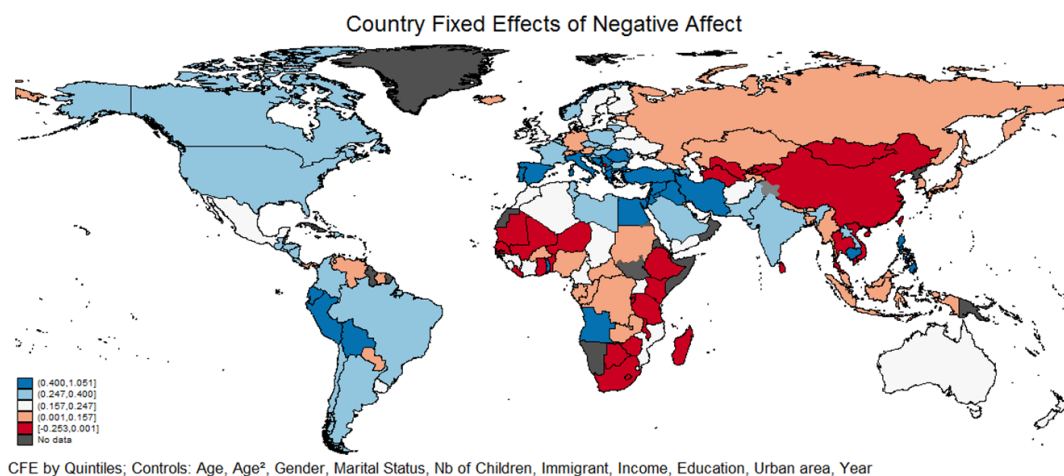 Country Fixed Effects of Negative Affect
(0.400,1.051]
(0.247,0.400]
(0.157,0.247]
(0.001,0.157]
[-0.253,0.001]
No data
CFE by Quintiles; Controls: Age, Age², Gender, Marital Status, Nb of Children, Immigrant, Income, Education, Urban area, Year